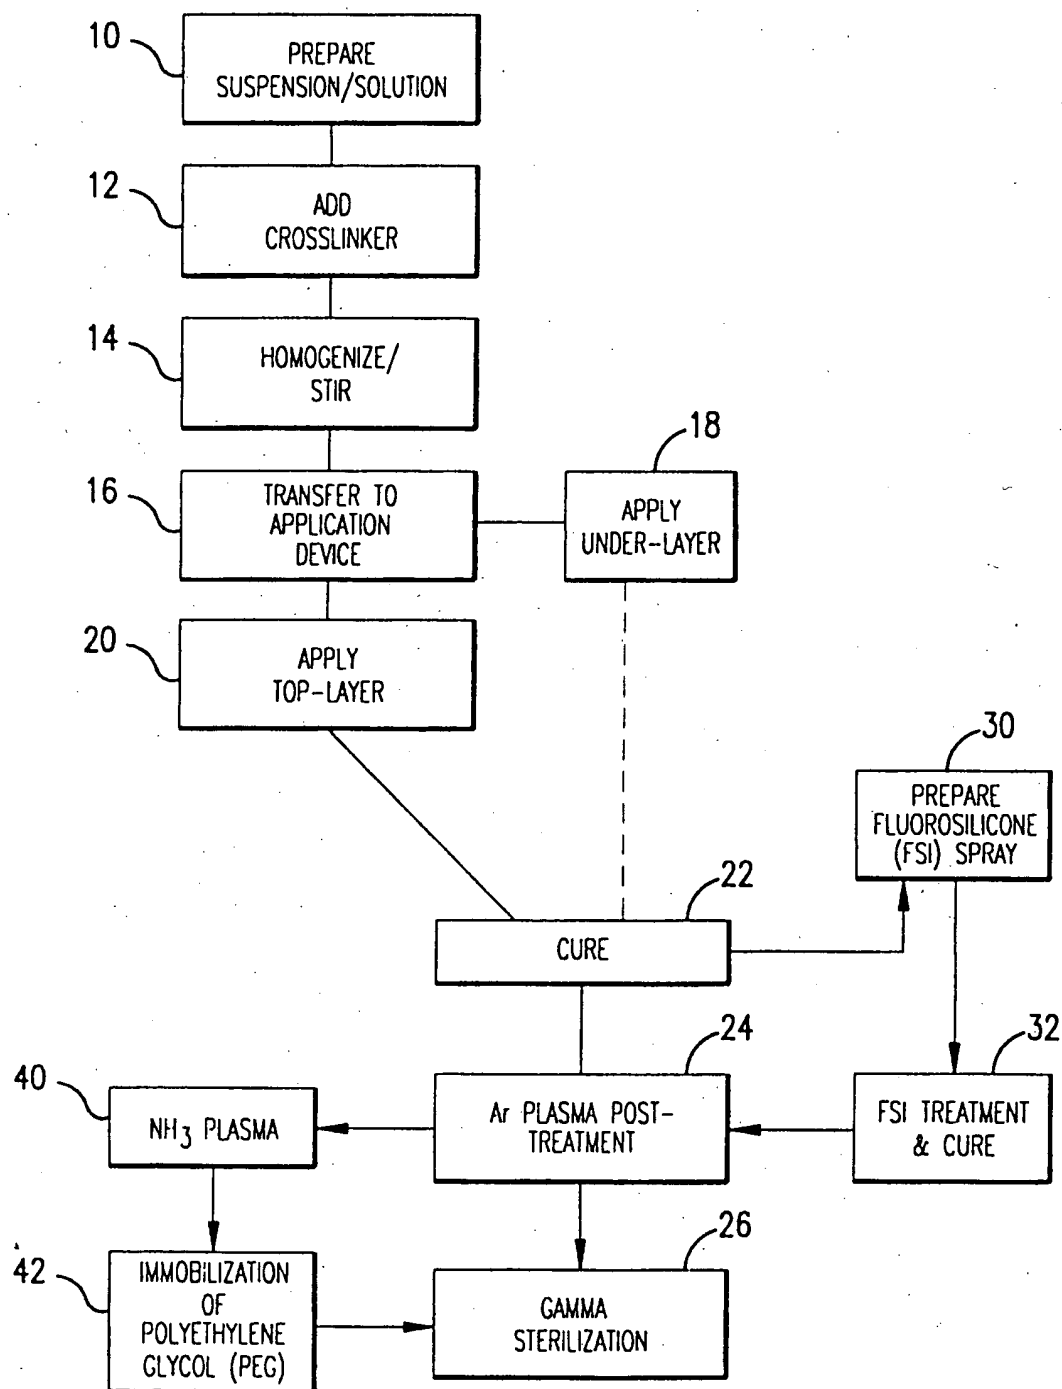 10
PREPARE
SUSPENSION/SOLUTION
12
ADD
CROSSLINKER
14
HOMOGENIZE/
STIR
18
16
TRANSFER TO
APPLICATION
DEVICE
APPLY
UNDER-LAYER
20
APPLY
TOP-LAYER
30
PREPARE
FLUOROSILICONE
(FSI) SPRAY
22
CURE
24
32
40
NH3 PLASMA
Ar PLASMA POST-
TREATMENT
FSI TREATMENT
& CURE
26
42
IMMOBILIZATION
OF
POLYETHYLENE
GLYCOL (PEG)
GAMMA
STERILIZATION